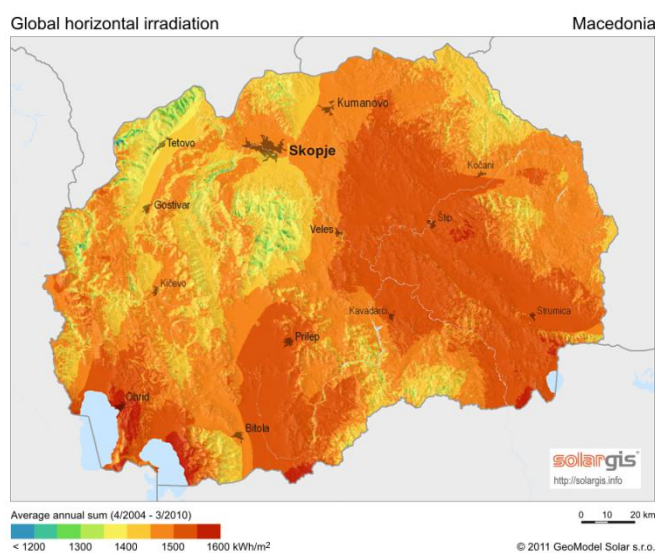 Global horizontal irradiation
Macedonia
Kumanovo
Skopje
Tetovo
Kočani
Gostivar
Štip
Veles
Kičevo
Kavadarci
Strumica
Prilep
Ohrid
Bitola
solargis
http://solargis.info
Average annual sum (4/2004 - 3/2010)
< 1200 1300 1400 1500 1600 kWh/m²
0 10 20 km
© 2011 GeoModel Solar s.r.o.